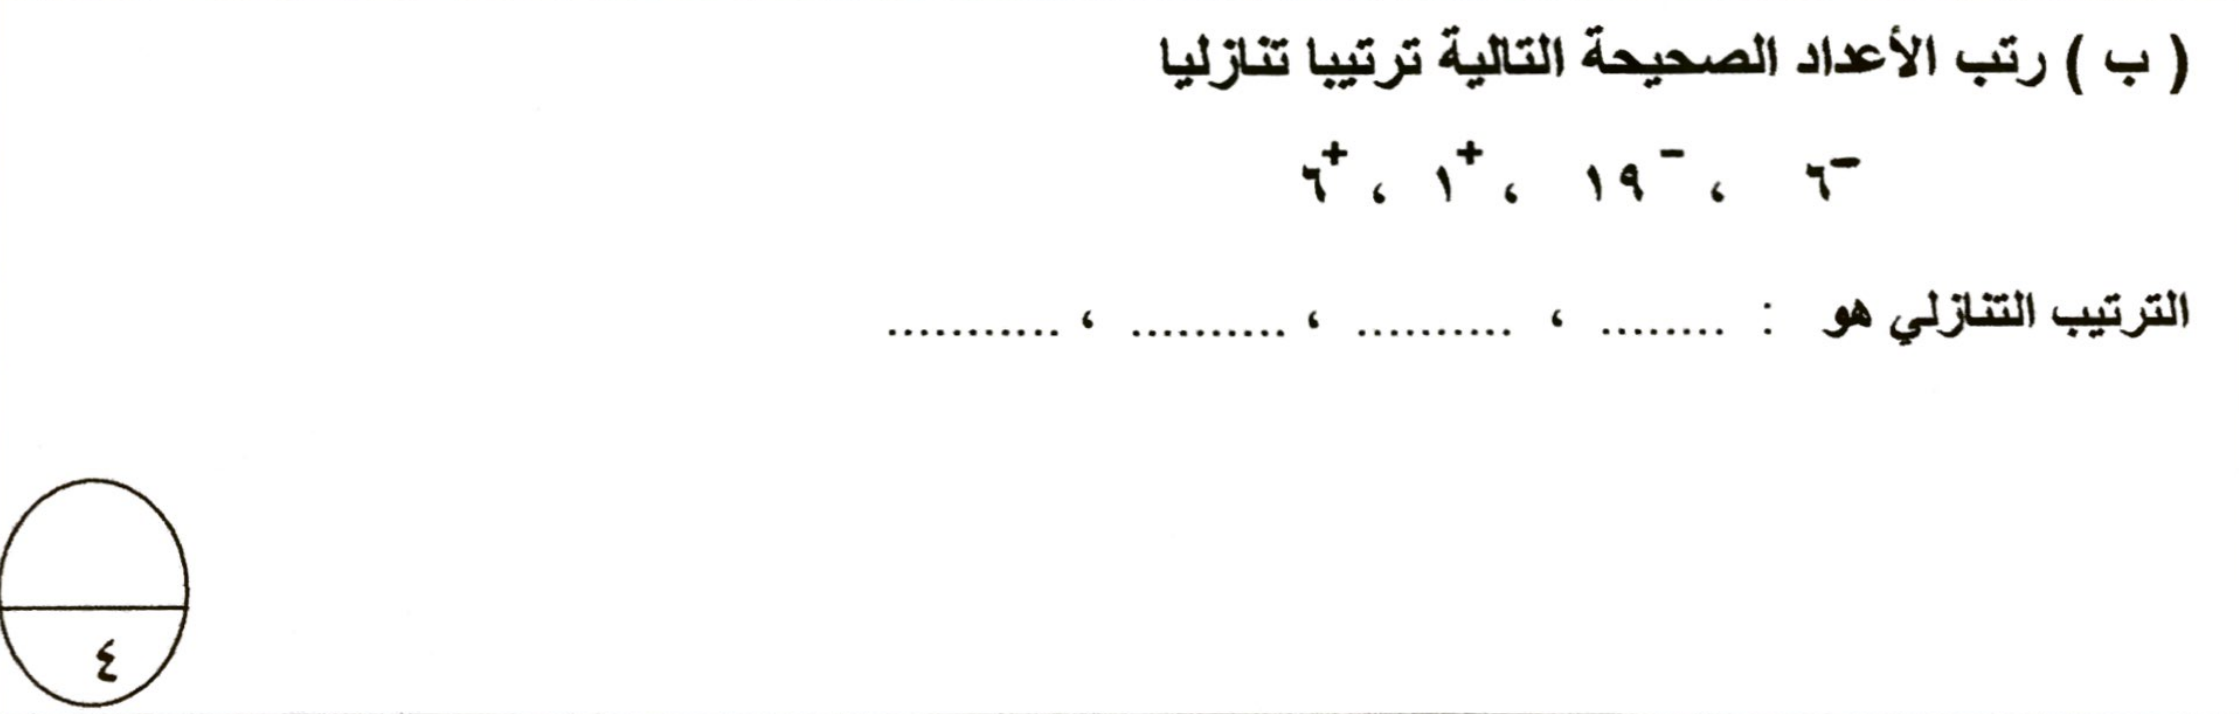 ( ب ) رتب الأعداد الصحيحة التالية ترتيبا تنازليا
٦⁻ ، ١٩⁻ ، ١⁺ ، ٦⁺
الترتيب التنازلي هو : ........ ، .......... ، .......... ، ...........
٤